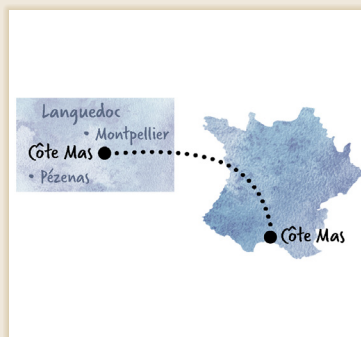 Languedoc
• Montpellier
Côte Mas
• Pézenas
Côte Mas